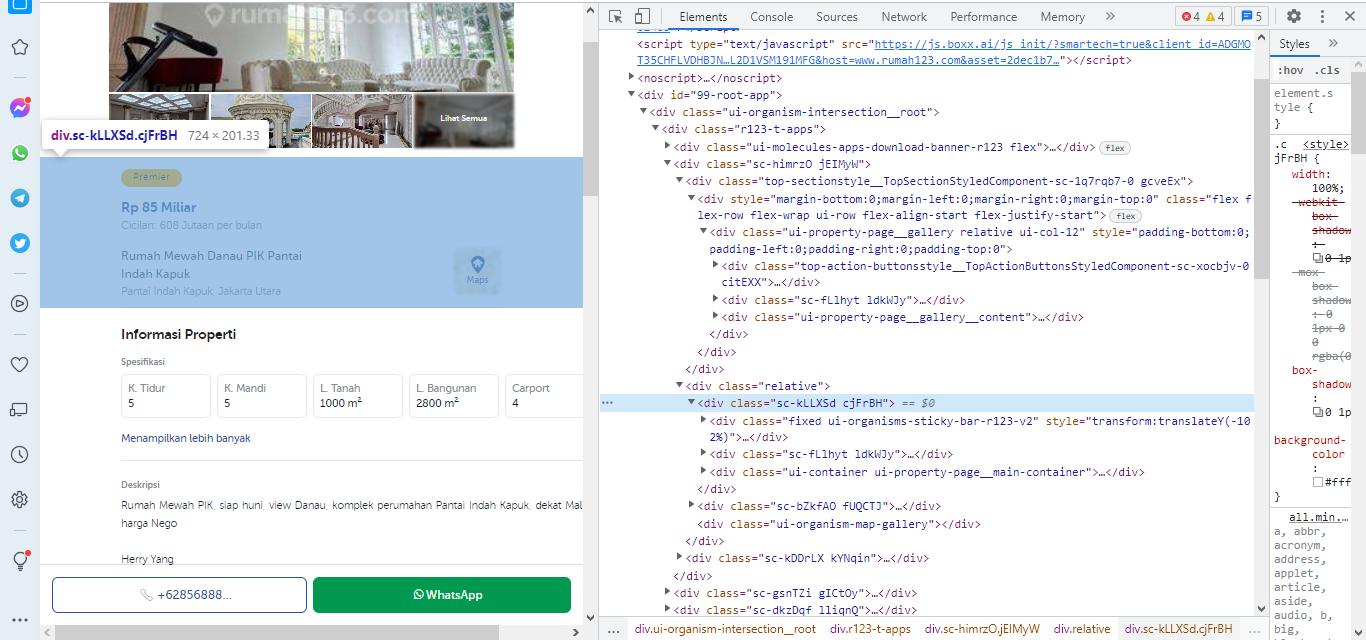 rumah123.com
Lihat Semua
div.sc-kLLXSd.cjFrBH 724 × 201.33
Premier
Rp 85 Miliar
Cicilan: 608 Jutaan per bulan
Rumah Mewah Danau PIK Pantai
Indah Kapuk
Pantai Indah Kapuk, Jakarta Utara
Maps
Informasi Properti
Spesifikasi
K. Tidur
5
K. Mandi
5
L. Tanah
1000 m²
L. Bangunan
2800 m²
Carport
4
Menampilkan lebih banyak
Deskripsi
Rumah Mewah PIK, siap huni, view Danau, komplek perumahan Pantai Indah Kapuk, dekat Mal
harga Nego
Herry Yang
+62856888...
WhatsApp
Elements Console Sources Network Performance Memory » 4 4 5
<script type="text/javascript" src="https://js.boxx.ai/js_init/?smartech=true&client_id=ADGMO
T35CHFLVDHBJN…L2D1VSM191MFG&host=www.rumah123.com&asset=2dec1b7…"></script>
<noscript>…</noscript>
<div id="99-root-app">
<div class="ui-organism-intersection__root">
<div class="r123-t-apps">
<div class="ui-molecules-apps-download-banner-r123 flex">…</div> flex
<div class="sc-himrzO jEIMyW">
<div class="top-sectionstyle__TopSectionStyledComponent-sc-1q7rqb7-0 gcveEx">
<div style="margin-bottom:0;margin-left:0;margin-right:0;margin-top:0" class="flex f
lex-row flex-wrap ui-row flex-align-start flex-justify-start"> flex
<div class="ui-property-page__gallery relative ui-col-12" style="padding-bottom:0;
padding-left:0;padding-right:0;padding-top:0">
<div class="top-action-buttonsstyle__TopActionButtonsStyledComponent-sc-xocbjv-0
citEXX">…</div>
<div class="sc-fLlhyt ldkWJy">…</div>
<div class="ui-property-page__gallery__content">…</div>
</div>
</div>
</div>
<div class="relative">
<div class="sc-kLLXSd cjFrBH"> == $0
<div class="fixed ui-organisms-sticky-bar-r123-v2" style="transform:translateY(-10
2%)">…</div>
<div class="sc-fLlhyt ldkWJy">…</div>
<div class="ui-container ui-property-page__main-container">…</div>
</div>
<div class="sc-bZkfAO fUQCTJ">…</div>
<div class="ui-organism-map-gallery"></div>
</div>
<div class="sc-kDDrLX kYNqin">…</div>
</div>
<div class="sc-gsnTZi gICtOy">…</div>
<div class="sc-dkzDqf lliqnQ">…</div>
... div.ui-organism-intersection__root div.r123-t-apps div.sc-himrzO.jEIMyW div.relative div.sc-kLLXSd.cjFrBH ...
Styles »
:hov .cls
element.s
tyle {
}
.c <style>
jFrBH {
width:
100%;
-webkit-
box-
shadow
:
0 1p
-moz-
box-
shadow
: 0
1px 0
0
rgba(0
box-
shadow
:
0 1p
background-
color
:
#fff
}
all.min.…
a, abbr,
acronym,
address,
applet,
article,
aside,
audio, b,
big,